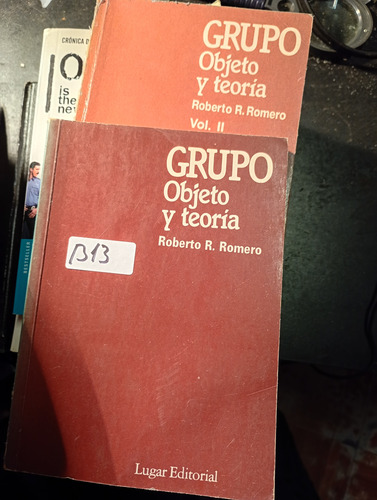 CRÓNICA D
is
the
ne
GRUPO
Objeto
y teoría
Roberto R. Romero
Vol. II
GRUPO
Objeto
y teoría
Roberto R. Romero
B13
Lugar Editorial
BESTSELLER